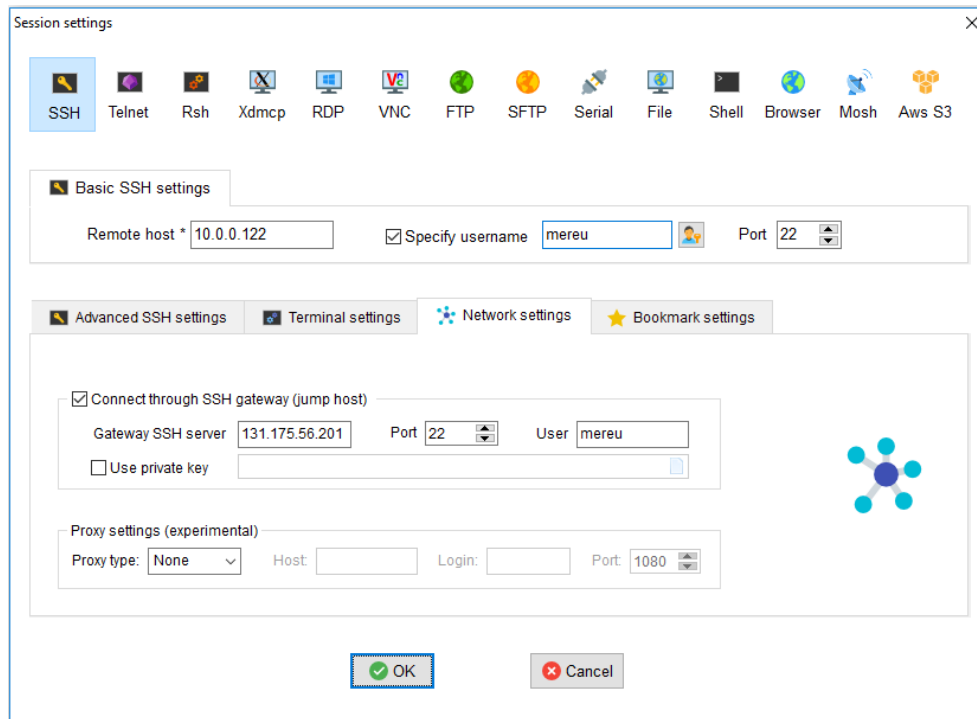 Session settings
SSH Telnet Rsh Xdmcp RDP VNC FTP SFTP Serial File Shell Browser Mosh Aws S3
Basic SSH settings
Remote host * 10.0.0.122 Specify username mereu Port 22
Advanced SSH settings Terminal settings Network settings Bookmark settings
Connect through SSH gateway (jump host)
Gateway SSH server 131.175.56.201 Port 22 User mereu
Use private key
Proxy settings (experimental)
Proxy type: None Host: Login: Port: 1080
OK Cancel